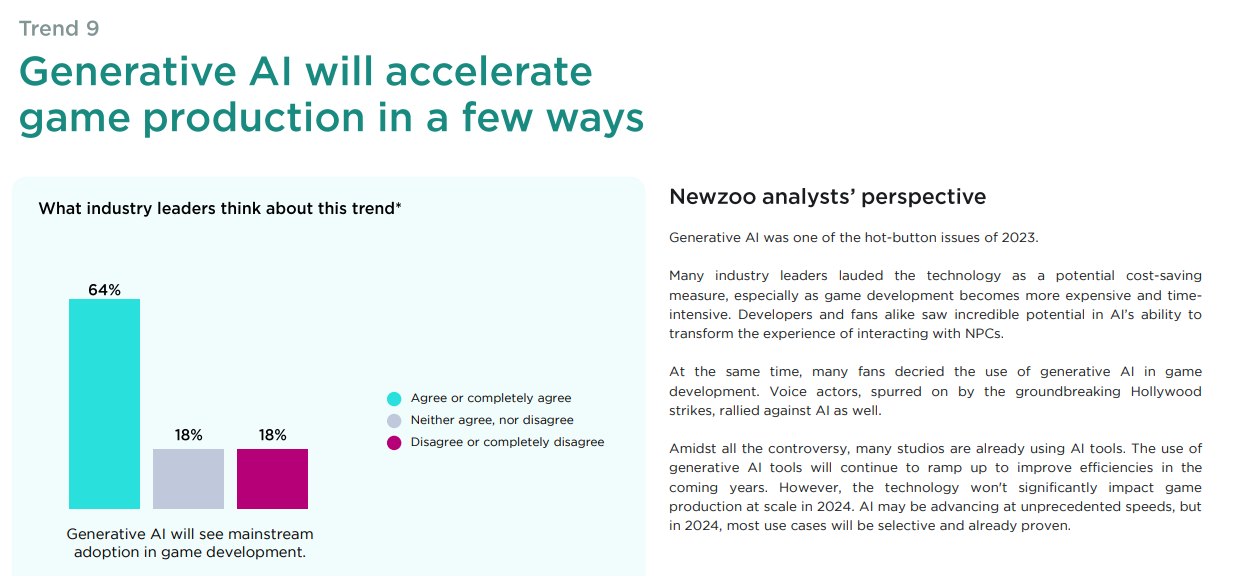 Trend 9
Generative AI will accelerate
game production in a few ways
What industry leaders think about this trend*
64%
18%
18%
Agree or completely agree
Neither agree, nor disagree
Disagree or completely disagree
Generative AI will see mainstream
adoption in game development.
Newzoo analysts’ perspective
Generative AI was one of the hot-button issues of 2023.
Many industry leaders lauded the technology as a potential cost-saving
measure, especially as game development becomes more expensive and time-
intensive. Developers and fans alike saw incredible potential in AI’s ability to
transform the experience of interacting with NPCs.
At the same time, many fans decried the use of generative AI in game
development. Voice actors, spurred on by the groundbreaking Hollywood
strikes, rallied against AI as well.
Amidst all the controversy, many studios are already using AI tools. The use of
generative AI tools will continue to ramp up to improve efficiencies in the
coming years. However, the technology won't significantly impact game
production at scale in 2024. AI may be advancing at unprecedented speeds, but
in 2024, most use cases will be selective and already proven.